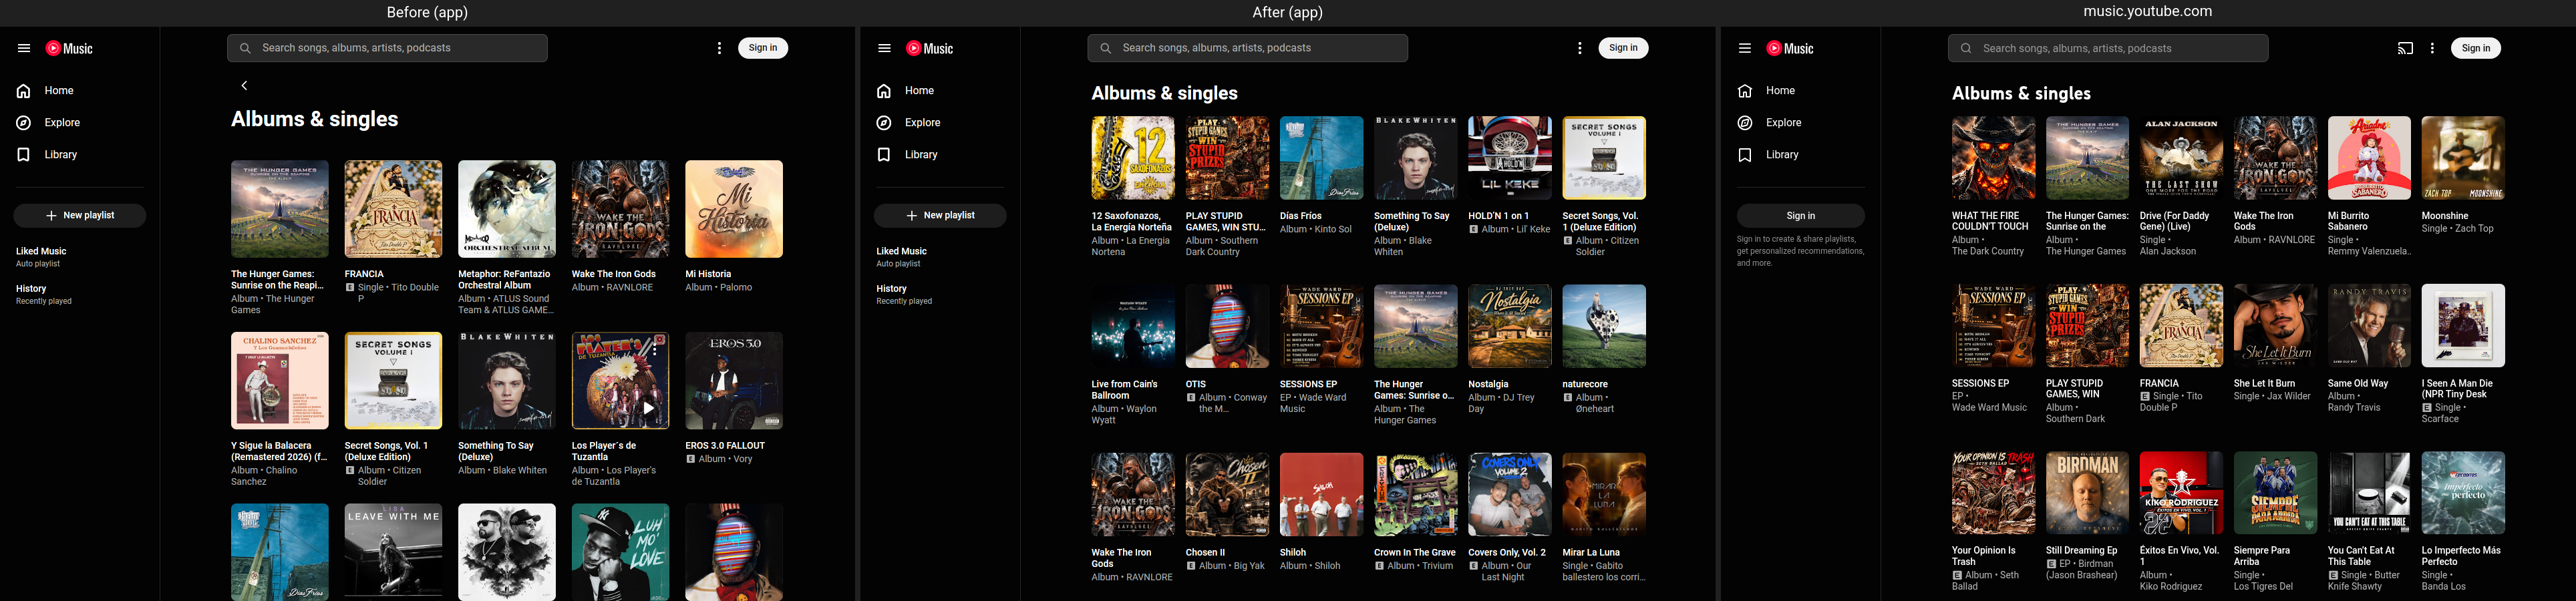 Before (app)
Music
Search songs, albums, artists, podcasts
Sign in
Home
Explore
Library
New playlist
Liked Music
Auto playlist
History
Recently played
Albums & singles
The Hunger Games:
Sunrise on the Reapi...
Album • The Hunger
Games
FRANCIA
E Single • Tito Double
P
Metaphor: ReFantazio
Orchestral Album
Album • ATLUS Sound
Team & ATLUS GAME...
Wake The Iron Gods
Album • RAVNLORE
Mi Historia
Album • Palomo
Y Sigue la Balacera
(Remastered 2026) (f...
Album • Chalino
Sanchez
Secret Songs, Vol. 1
(Deluxe Edition)
E Album • Citizen
Soldier
Something To Say
(Deluxe)
Album • Blake Whiten
Los Player´s de
Tuzantla
Album • Los Player's
de Tuzantla
EROS 3.0 FALLOUT
E Album • Vory
After (app)
Music
Search songs, albums, artists, podcasts
Sign in
Home
Explore
Library
New playlist
Liked Music
Auto playlist
History
Recently played
Albums & singles
12 Saxofonazos,
La Energía Norteña
Album • La Energia
Nortena
PLAY STUPID
GAMES, WIN STU...
Album • Southern
Dark Country
Días Fríos
Album • Kinto Sol
Something To Say
(Deluxe)
Album • Blake
Whiten
HOLD'N 1 on 1
E Album • Lil' Keke
Secret Songs, Vol.
1 (Deluxe Edition)
E Album • Citizen
Soldier
Live from Cain's
Ballroom
Album • Waylon
Wyatt
OTIS
E Album • Conway
the M...
SESSIONS EP
EP • Wade Ward
Music
The Hunger
Games: Sunrise o...
Album • The
Hunger Games
Nostalgia
Album • DJ Trey
Day
naturecore
E Album •
Øneheart
Wake The Iron
Gods
Album • RAVNLORE
Chosen II
E Album • Big Yak
Shiloh
Album • Shiloh
Crown In The Grave
E Album • Trivium
Covers Only, Vol. 2
E Album • Our
Last Night
Mirar La Luna
Single • Gabito
ballestero los corri...
music.youtube.com
Music
Search songs, albums, artists, podcasts
Sign in
Home
Explore
Library
Sign in
Sign in to create & share playlists,
get personalized recommendations,
and more.
Albums & singles
WHAT THE FIRE
COULDN'T TOUCH
Album •
The Dark Country
The Hunger Games:
Sunrise on the
Album •
The Hunger Games
Drive (For Daddy
Gene) (Live)
Single •
Alan Jackson
Wake The Iron
Gods
Album • RAVNLORE
Mi Burrito
Sabanero
Single •
Remmy Valenzuela..
Moonshine
Single • Zach Top
SESSIONS EP
EP •
Wade Ward Music
PLAY STUPID
GAMES, WIN
Album •
Southern Dark
FRANCIA
E Single • Tito
Double P
She Let It Burn
Single • Jax Wilder
Same Old Way
Album •
Randy Travis
I Seen A Man Die
(NPR Tiny Desk
E Single •
Scarface
Your Opinion Is
Trash
E Album • Seth
Ballad
Still Dreaming Ep
E EP • Birdman
(Jason Brashear)
Éxitos En Vivo, Vol.
1
Album •
Kiko Rodriguez
Siempre Para
Arriba
Single •
Los Tigres Del
You Can't Eat At
This Table
E Single • Butter
Knife Shawty
Lo Imperfecto Más
Perfecto
Single •
Banda Los